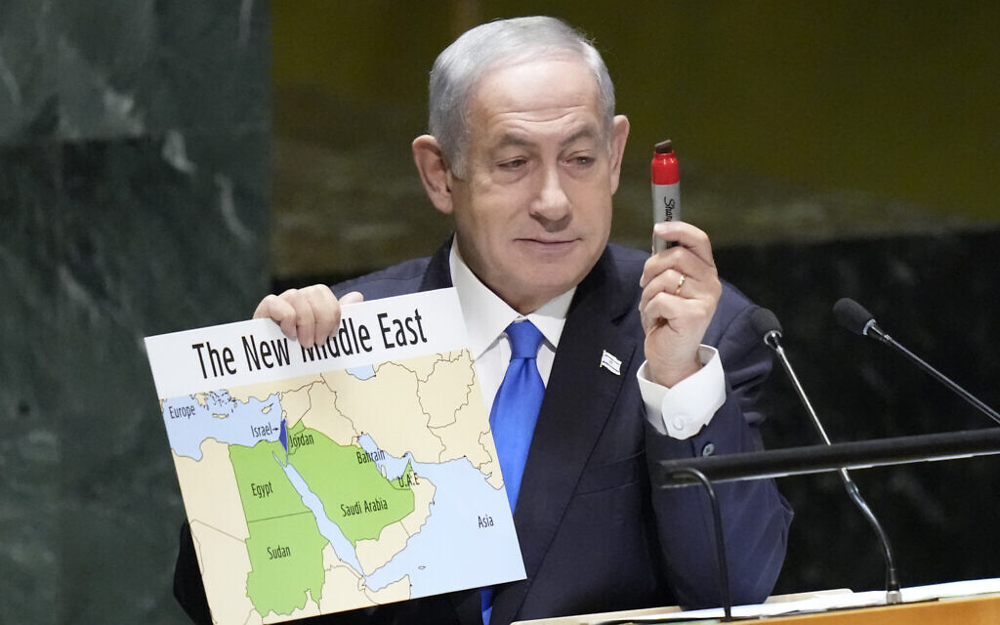 The New Middle East
Europe
Israel
Jordan
Bahrain
U.A.E
Egypt
Saudi Arabia
Asia
Sudan